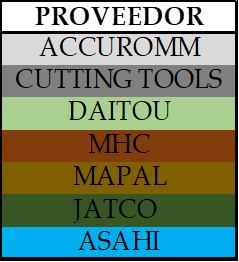 PROVEEDOR
ACCUROMM
CUTTING TOOLS
DAITOU
MHC
MAPAL
JATCO
ASAHI